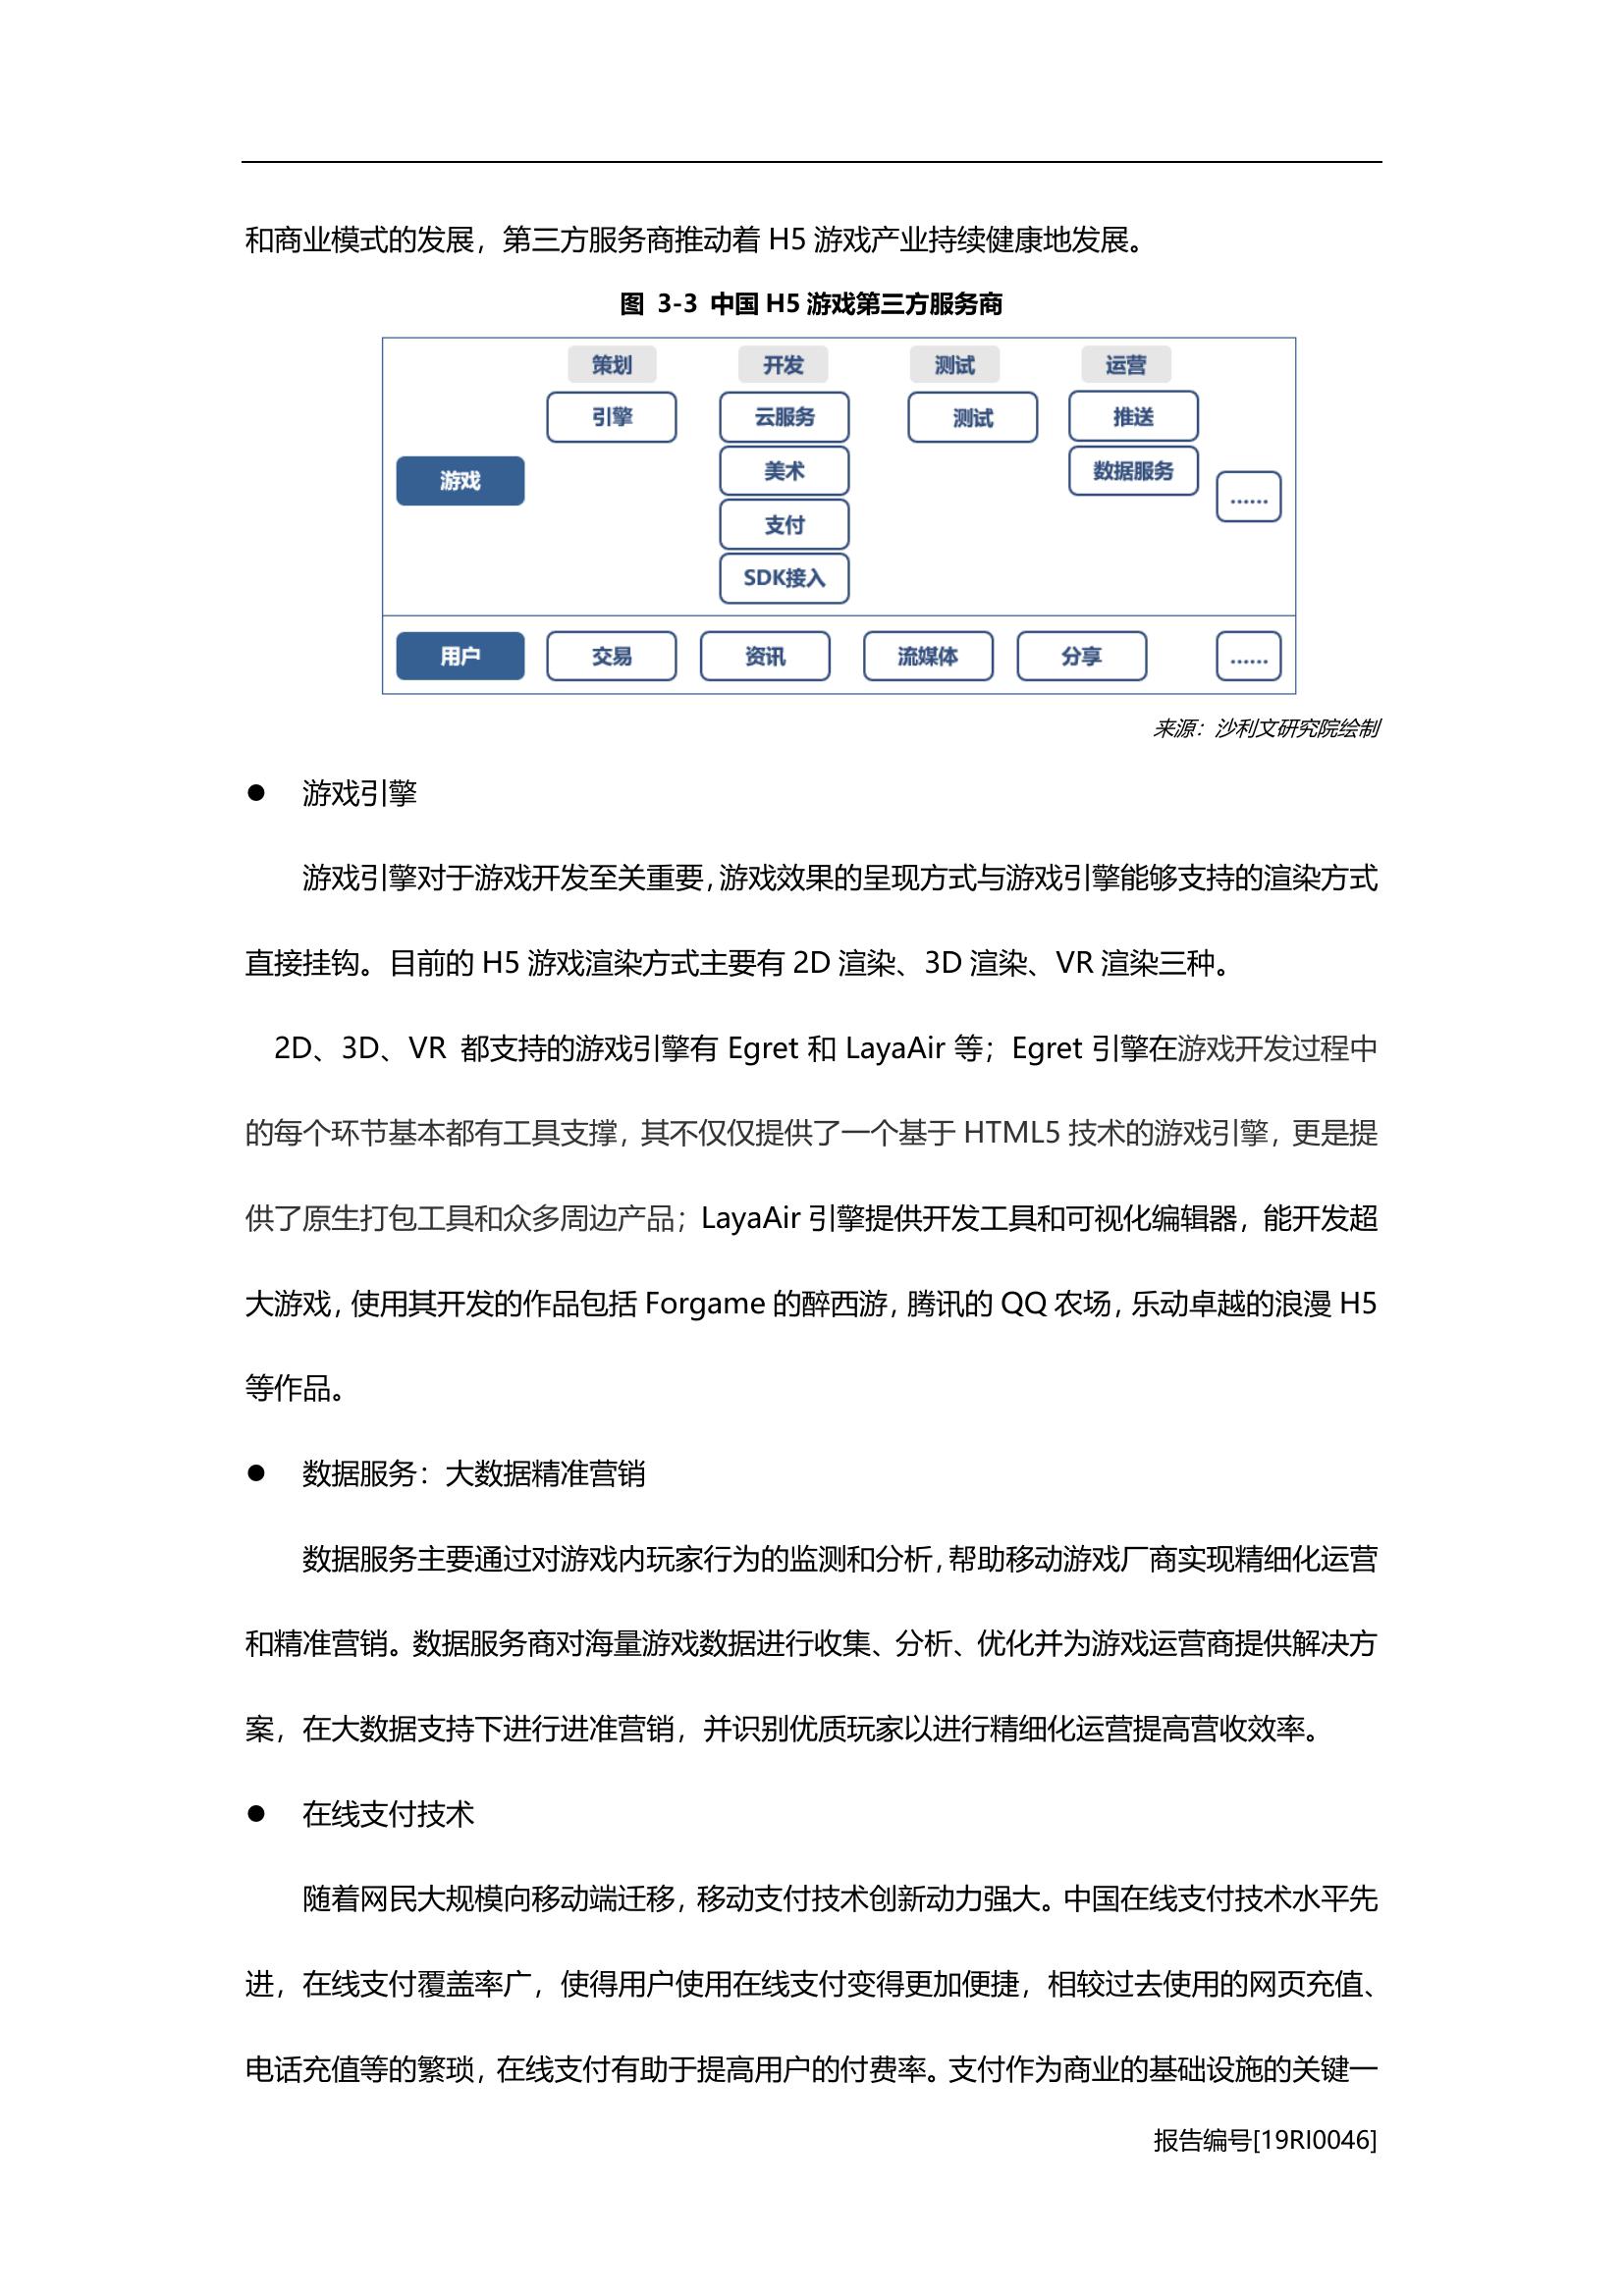 和商业模式的发展，第三方服务商推动着 H5 游戏产业持续健康地发展。
图 3-3 中国 H5 游戏第三方服务商
策划 开发 测试 运营
引擎 云服务 测试 推送
游戏 美术 数据服务 ……
支付
SDK接入
用户 交易 资讯 流媒体 分享 ……
来源：沙利文研究院绘制
● 游戏引擎
游戏引擎对于游戏开发至关重要，游戏效果的呈现方式与游戏引擎能够支持的渲染方式
直接挂钩。目前的 H5 游戏渲染方式主要有 2D 渲染、3D 渲染、VR 渲染三种。
2D、3D、VR 都支持的游戏引擎有 Egret 和 LayaAir 等；Egret 引擎在游戏开发过程中
的每个环节基本都有工具支撑，其不仅仅提供了一个基于 HTML5 技术的游戏引擎，更是提
供了原生打包工具和众多周边产品；LayaAir 引擎提供开发工具和可视化编辑器，能开发超
大游戏，使用其开发的作品包括 Forgame 的醉西游，腾讯的 QQ 农场，乐动卓越的浪漫 H5
等作品。
● 数据服务：大数据精准营销
数据服务主要通过对游戏内玩家行为的监测和分析，帮助移动游戏厂商实现精细化运营
和精准营销。数据服务商对海量游戏数据进行收集、分析、优化并为游戏运营商提供解决方
案，在大数据支持下进行进准营销，并识别优质玩家以进行精细化运营提高营收效率。
● 在线支付技术
随着网民大规模向移动端迁移，移动支付技术创新动力强大。中国在线支付技术水平先
进，在线支付覆盖率广，使得用户使用在线支付变得更加便捷，相较过去使用的网页充值、
电话充值等的繁琐，在线支付有助于提高用户的付费率。支付作为商业的基础设施的关键一
报告编号[19RI0046]